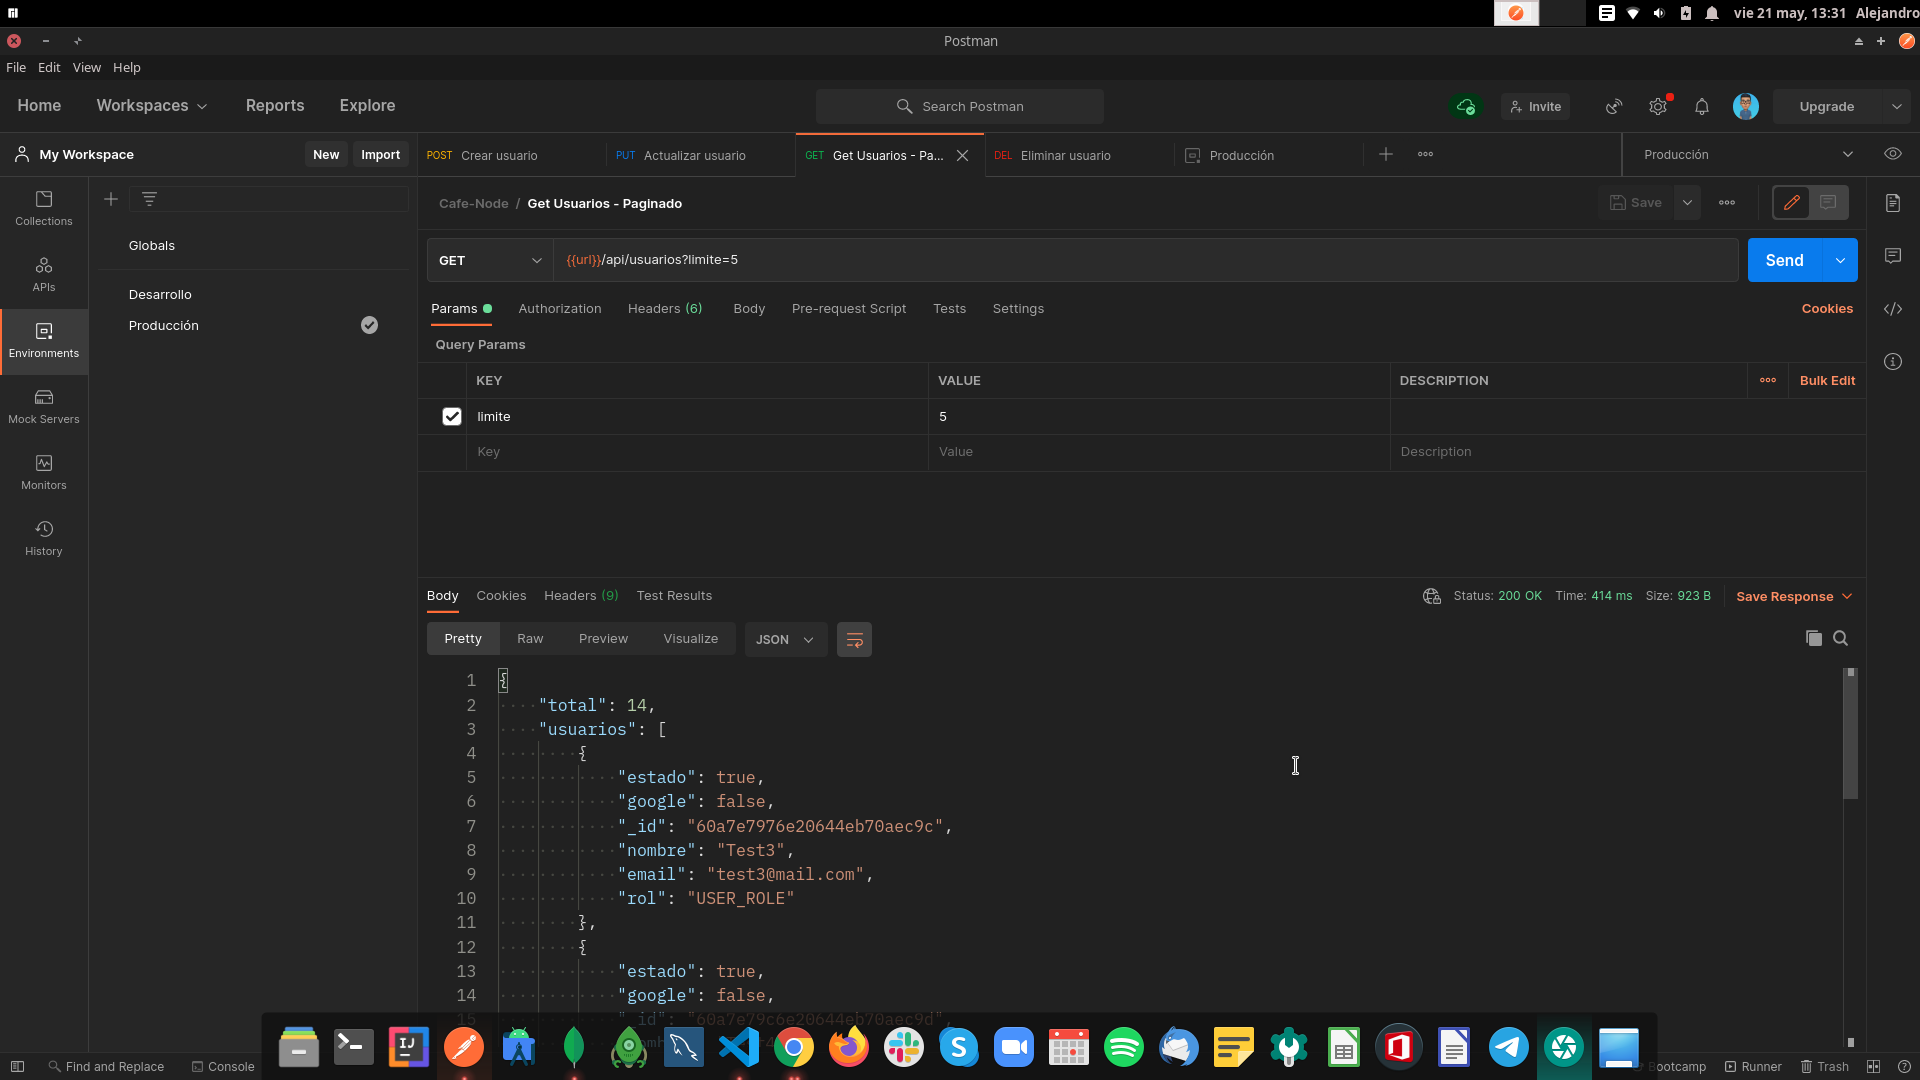 vie 21 may, 13:31 Alejandro
Postman
File Edit View Help
Home Workspaces Reports Explore Search Postman Invite Upgrade
My Workspace New Import POST Crear usuario PUT Actualizar usuario GET Get Usuarios - Pa... DEL Eliminar usuario Producción Producción
Collections
APIs
Environments
Mock Servers
Monitors
History
Globals
Desarrollo
Producción
Cafe-Node / Get Usuarios - Paginado Save
GET {{url}}/api/usuarios?limite=5 Send
Params Authorization Headers (6) Body Pre-request Script Tests Settings Cookies
Query Params
KEY VALUE DESCRIPTION Bulk Edit
limite 5
Key Value Description
Body Cookies Headers (9) Test Results Status: 200 OK Time: 414 ms Size: 923 B Save Response
Pretty Raw Preview Visualize JSON
1 {
2 "total": 14,
3 "usuarios": [
4 {
5 "estado": true,
6 "google": false,
7 "_id": "60a7e7976e20644eb70aec9c",
8 "nombre": "Test3",
9 "email": "test3@mail.com",
10 "rol": "USER_ROLE"
11 },
12 {
13 "estado": true,
14 "google": false,
15 "_id": "60a7e79c6e20644eb70aec9d",
Find and Replace Console Bootcamp Runner Trash